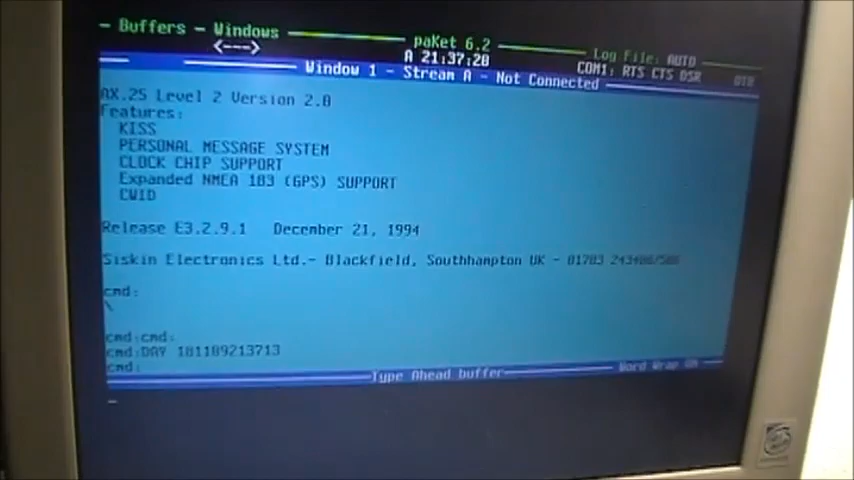 - Buffers - Windows
<--->
paKet 6.2
A 21:37:28
Log File: AUTO
COM1: RTS CTS DSR
Window 1 - Stream A - Not Connected
AX.25 Level 2 Version 2.0
Features:
KISS
PERSONAL MESSAGE SYSTEM
CLOCK CHIP SUPPORT
Expanded NMEA 183 (GPS) SUPPORT
CWID
Release E3.2.9.1 December 21, 1994
Siskin Electronics Ltd.- Blackfield, Southhampton UK - 01703
cmd:
\
cmd:cmd:
cmd:DAY 181109213713
cmd:
Type Ahead buffer
Word Wrap ON